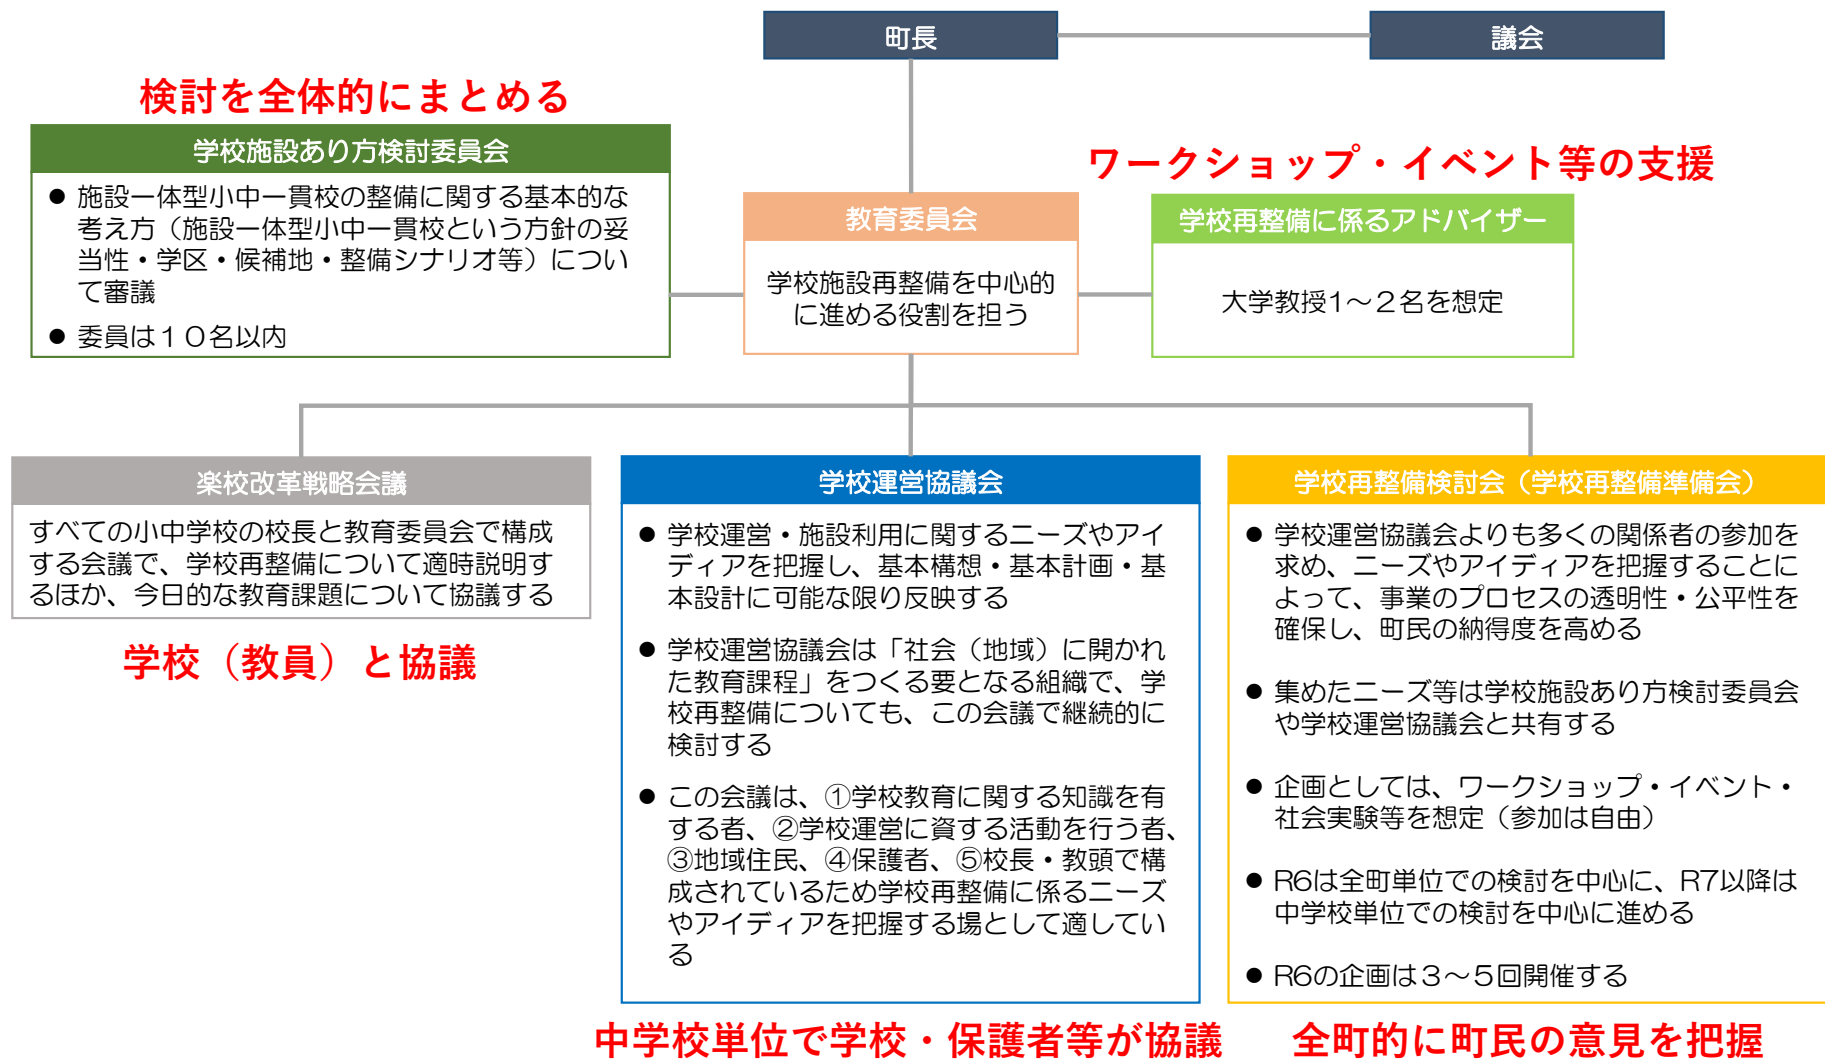 町長
議会
検討を全体的にまとめる
学校施設あり方検討委員会
● 施設一体型小中一貫校の整備に関する基本的な
考え方（施設一体型小中一貫校という方針の妥
当性・学区・候補地・整備シナリオ等）につい
て審議
● 委員は１０名以内
教育委員会
学校施設再整備を中心的
に進める役割を担う
ワークショップ・イベント等の支援
学校再整備に係るアドバイザー
大学教授1～２名を想定
楽校改革戦略会議
すべての小中学校の校長と教育委員会で構成
する会議で、学校再整備について適時説明す
るほか、今日的な教育課題について協議する
学校（教員）と協議
学校運営協議会
● 学校運営・施設利用に関するニーズやアイ
ディアを把握し、基本構想・基本計画・基
本設計に可能な限り反映する
● 学校運営協議会は「社会（地域）に開かれ
た教育課程」をつくる要となる組織で、学
校再整備についても、この会議で継続的に
検討する
● この会議は、①学校教育に関する知識を有
する者、②学校運営に資する活動を行う者、
③地域住民、④保護者、⑤校長・教頭で構
成されているため学校再整備に係るニーズ
やアイディアを把握する場として適してい
る
中学校単位で学校・保護者等が協議
学校再整備検討会（学校再整備準備会）
● 学校運営協議会よりも多くの関係者の参加を
求め、ニーズやアイディアを把握することに
よって、事業のプロセスの透明性・公平性を
確保し、町民の納得度を高める
● 集めたニーズ等は学校施設あり方検討委員会
や学校運営協議会と共有する
● 企画としては、ワークショップ・イベント・
社会実験等を想定（参加は自由）
● R6は全町単位での検討を中心に、R7以降は
中学校単位での検討を中心に進める
● R6の企画は３～５回開催する
全町的に町民の意見を把握